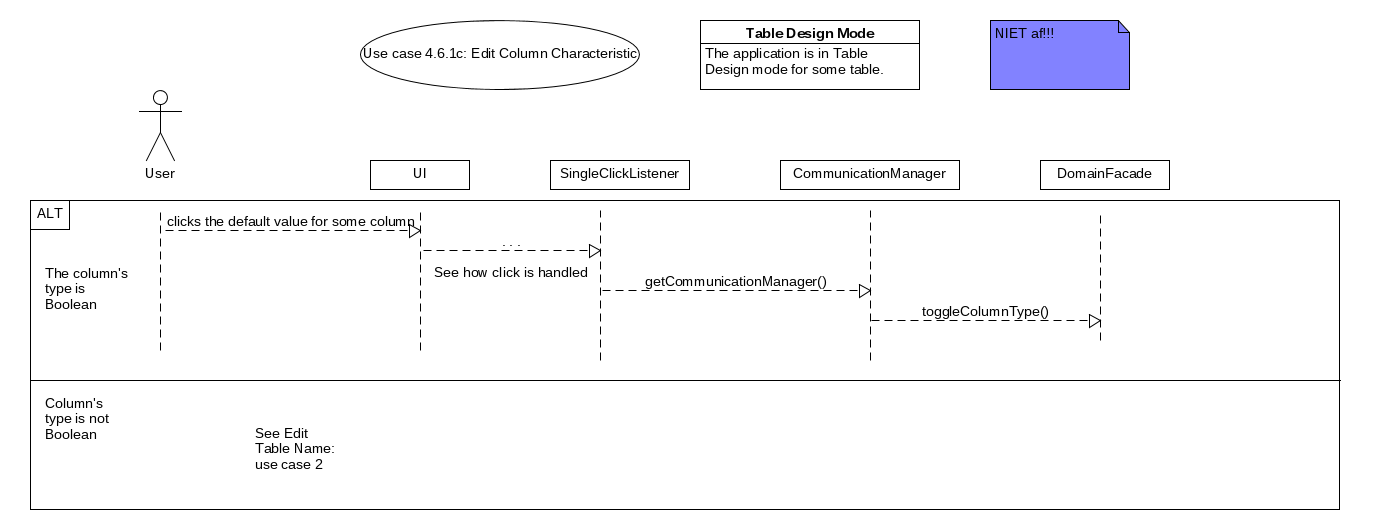 Use case 4.6.1c: Edit Column Characteristic
Table Design Mode
The application is in Table
Design mode for some table.
NIET af!!!
User
UI
SingleClickListener
CommunicationManager
DomainFacade
ALT
clicks the default value for some column
. . .
See how click is handled
The column's
type is
Boolean
getCommunicationManager()
toggleColumnType()
Column's
type is not
Boolean
See Edit
Table Name:
use case 2